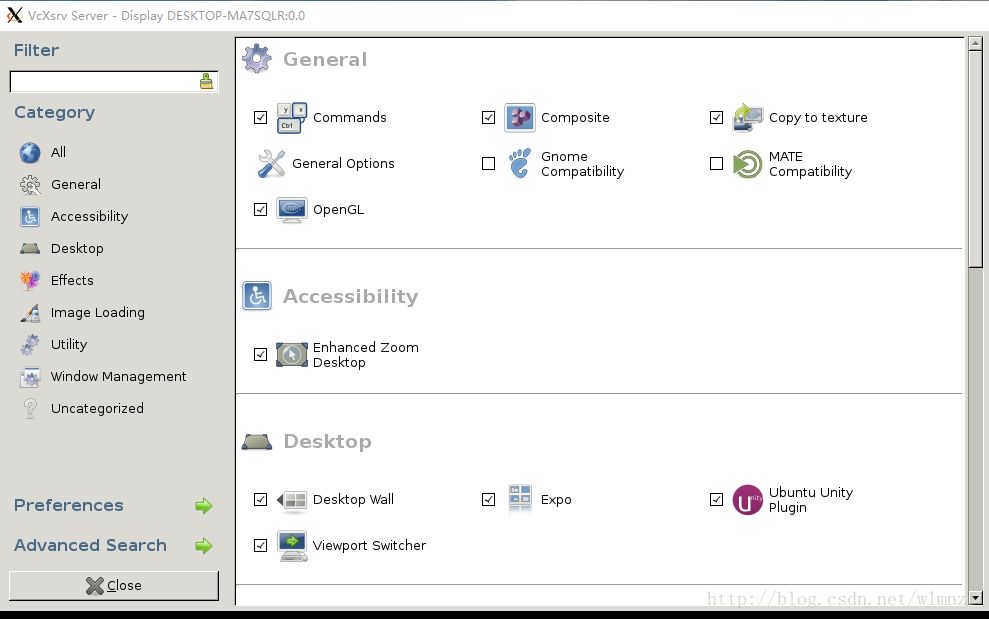 VcXsrv Server - Display DESKTOP-MA7SQLR:0.0
Filter
Category
All
General
Accessibility
Desktop
Effects
Image Loading
Utility
Window Management
Uncategorized
Preferences
Advanced Search
Close
General
Commands
Composite
Copy to texture
General Options
Gnome
Compatibility
MATE
Compatibility
OpenGL
Accessibility
Enhanced Zoom
Desktop
Desktop
Desktop Wall
Expo
Ubuntu Unity
Plugin
Viewport Switcher
y
x
Ctrl
Unity
http://blog.csdn.net/wlmnz